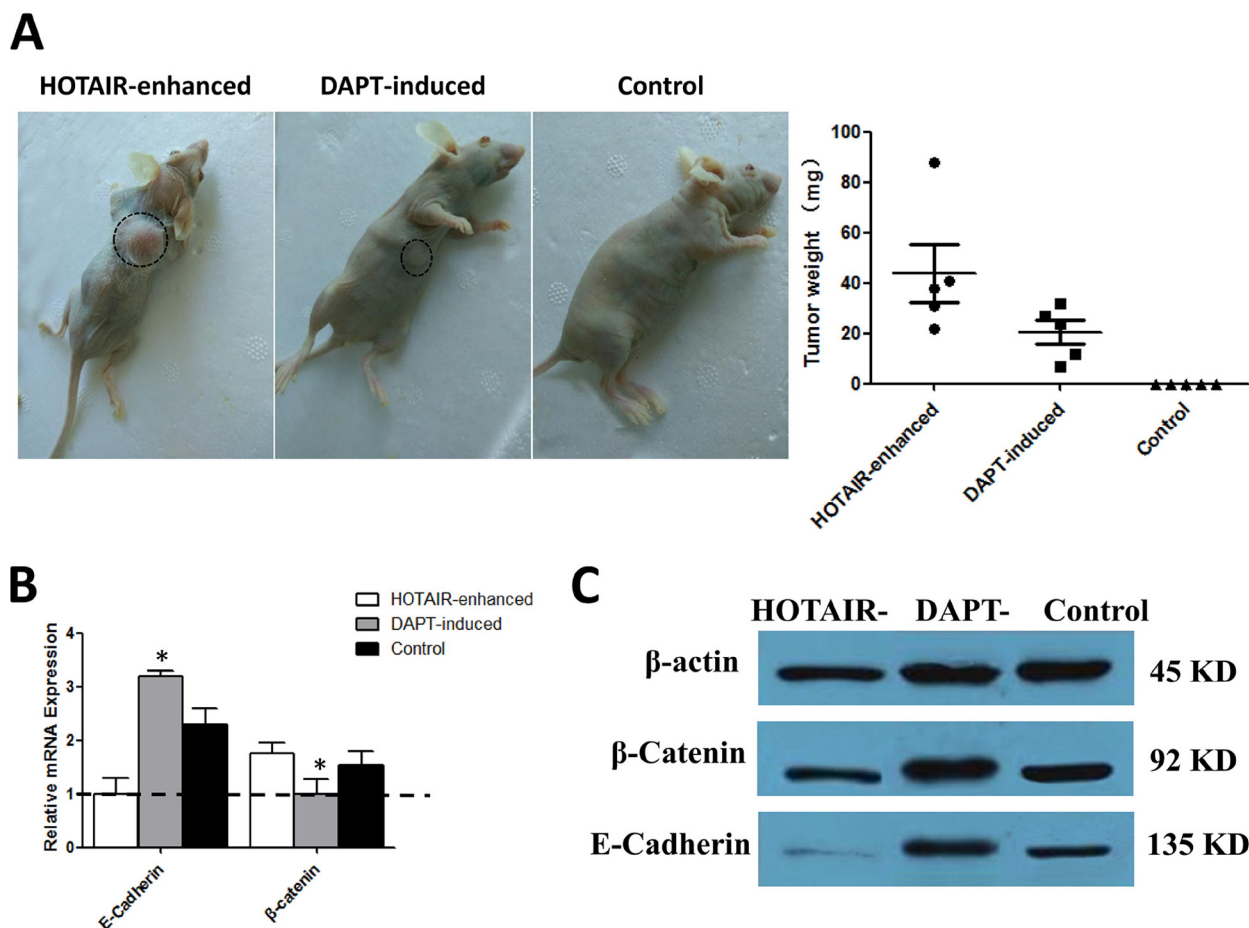 A
HOTAIR-enhanced
DAPT-induced
Control
Tumor weight (mg)
100
80
60
40
20
0
HOTAIR-enhanced
DAPT-induced
Control
B
HOTAIR-enhanced
DAPT-induced
Control
Relative mRNA Expression
4
3
2
1
0
*
*
E-Cadherin
β-catenin
C
HOTAIR- DAPT- Control
β-actin 45 KD
β-Catenin 92 KD
E-Cadherin 135 KD